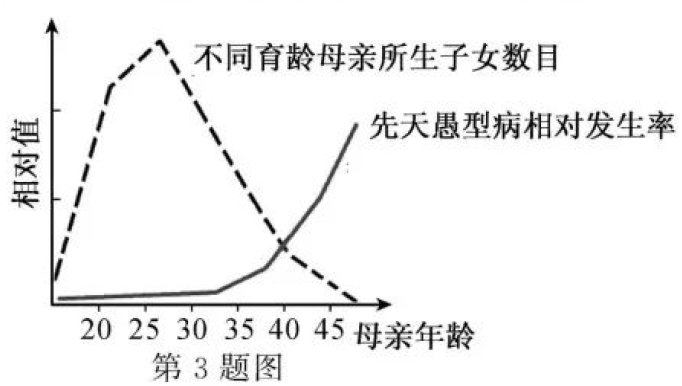 不同育龄母亲所生子女数目
先天愚型病相对发生率
相对值
20 25 30 35 40 45 母亲年龄
第 3 题图